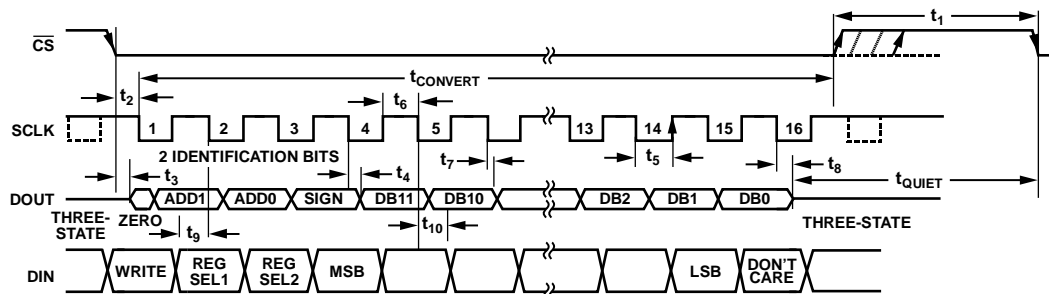 t1
CS
tCONVERT
t2
t6
SCLK
1 2 3 4 5 13 14 15 16
2 IDENTIFICATION BITS
t7
t5
t8
t3
t4
tQUIET
DOUT
ADD1 ADD0 SIGN DB11 DB10 DB2 DB1 DB0
THREE-
STATE
ZERO
THREE-STATE
t9
t10
DIN
WRITE
REG
SEL1
REG
SEL2
MSB
LSB
DON'T
CARE